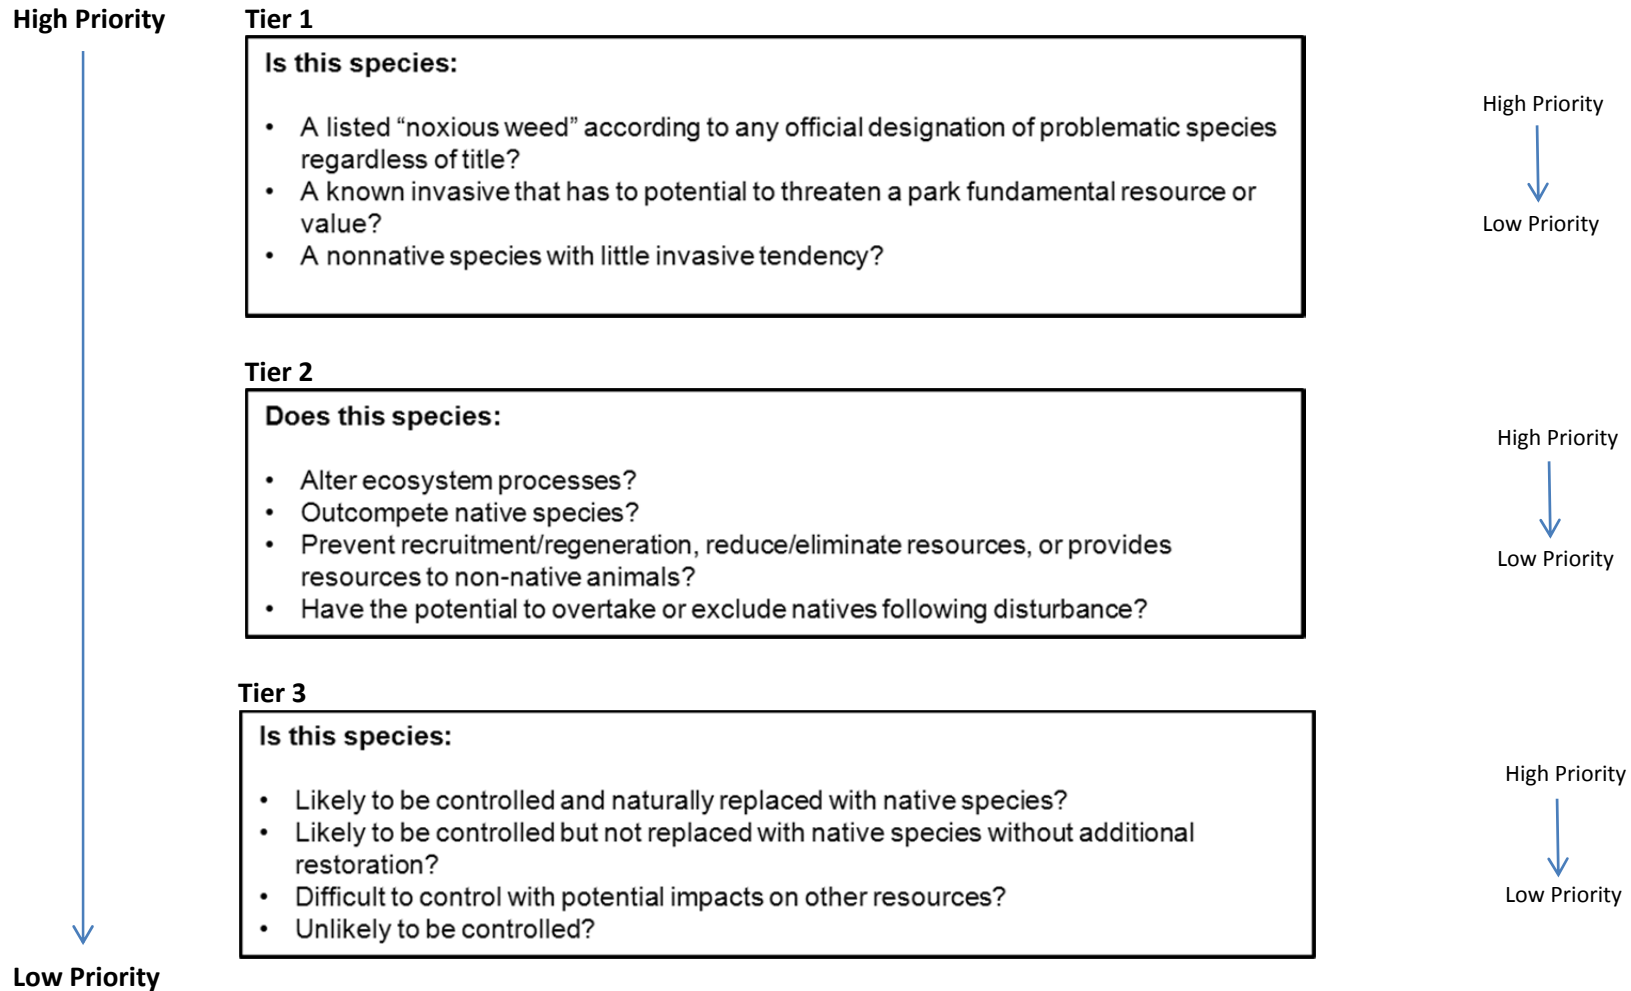 High Priority
Tier 1
Is this species:
• A listed “noxious weed” according to any official designation of problematic species
regardless of title?
• A known invasive that has to potential to threaten a park fundamental resource or
value?
• A nonnative species with little invasive tendency?
High Priority
Low Priority
Tier 2
Does this species:
• Alter ecosystem processes?
• Outcompete native species?
• Prevent recruitment/regeneration, reduce/eliminate resources, or provides
resources to non-native animals?
• Have the potential to overtake or exclude natives following disturbance?
High Priority
Low Priority
Tier 3
Is this species:
• Likely to be controlled and naturally replaced with native species?
• Likely to be controlled but not replaced with native species without additional
restoration?
• Difficult to control with potential impacts on other resources?
• Unlikely to be controlled?
High Priority
Low Priority
Low Priority